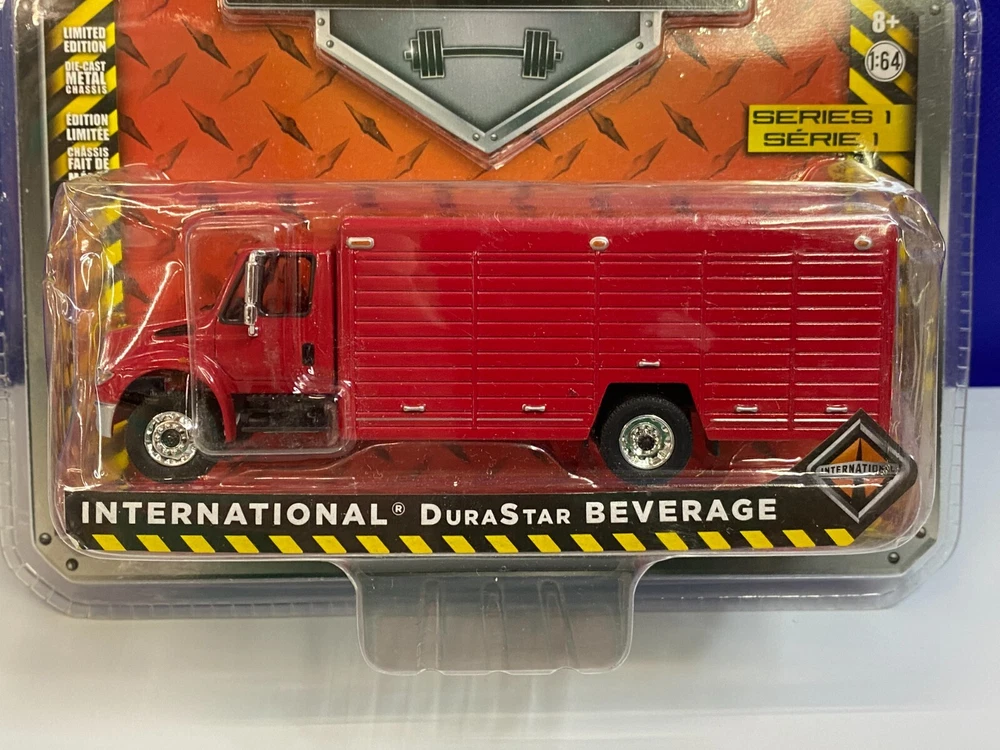 LIMITED
EDITION
DIE-CAST
METAL
CHASSIS
ÉDITION
LIMITÉE
CHÂSSIS
FAIT DE
8+
1:64
SERIES 1
SÉRIE 1
INTERNATIONAL® DURASTAR BEVERAGE
INTERNATIONAL